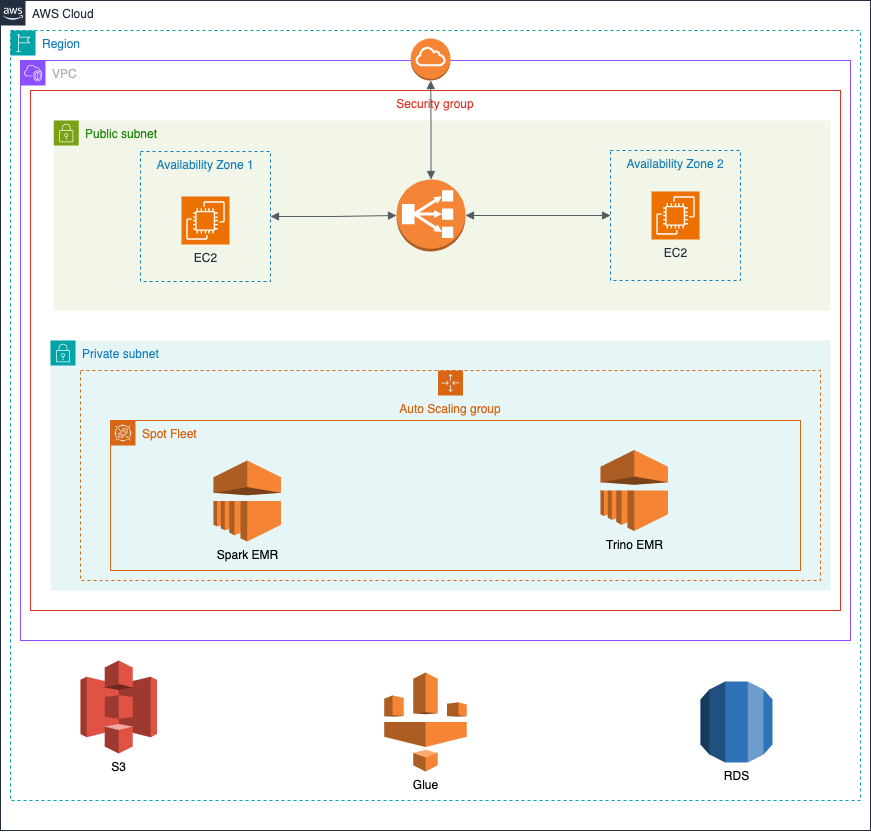 aws
AWS Cloud
Region
VPC
Security group
Public subnet
Availability Zone 1
Availability Zone 2
EC2
EC2
Private subnet
Auto Scaling group
Spot Fleet
Spark EMR
Trino EMR
S3
Glue
RDS